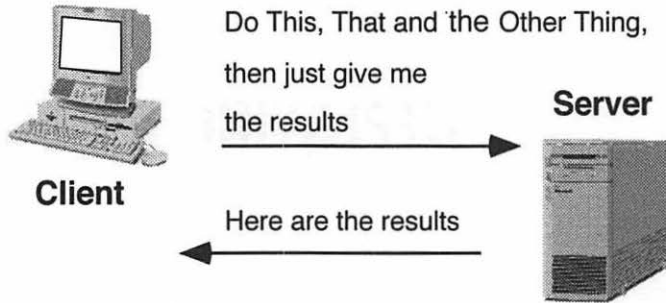 Do This, That and the Other Thing,
then just give me
the results
Server
Client
Here are the results